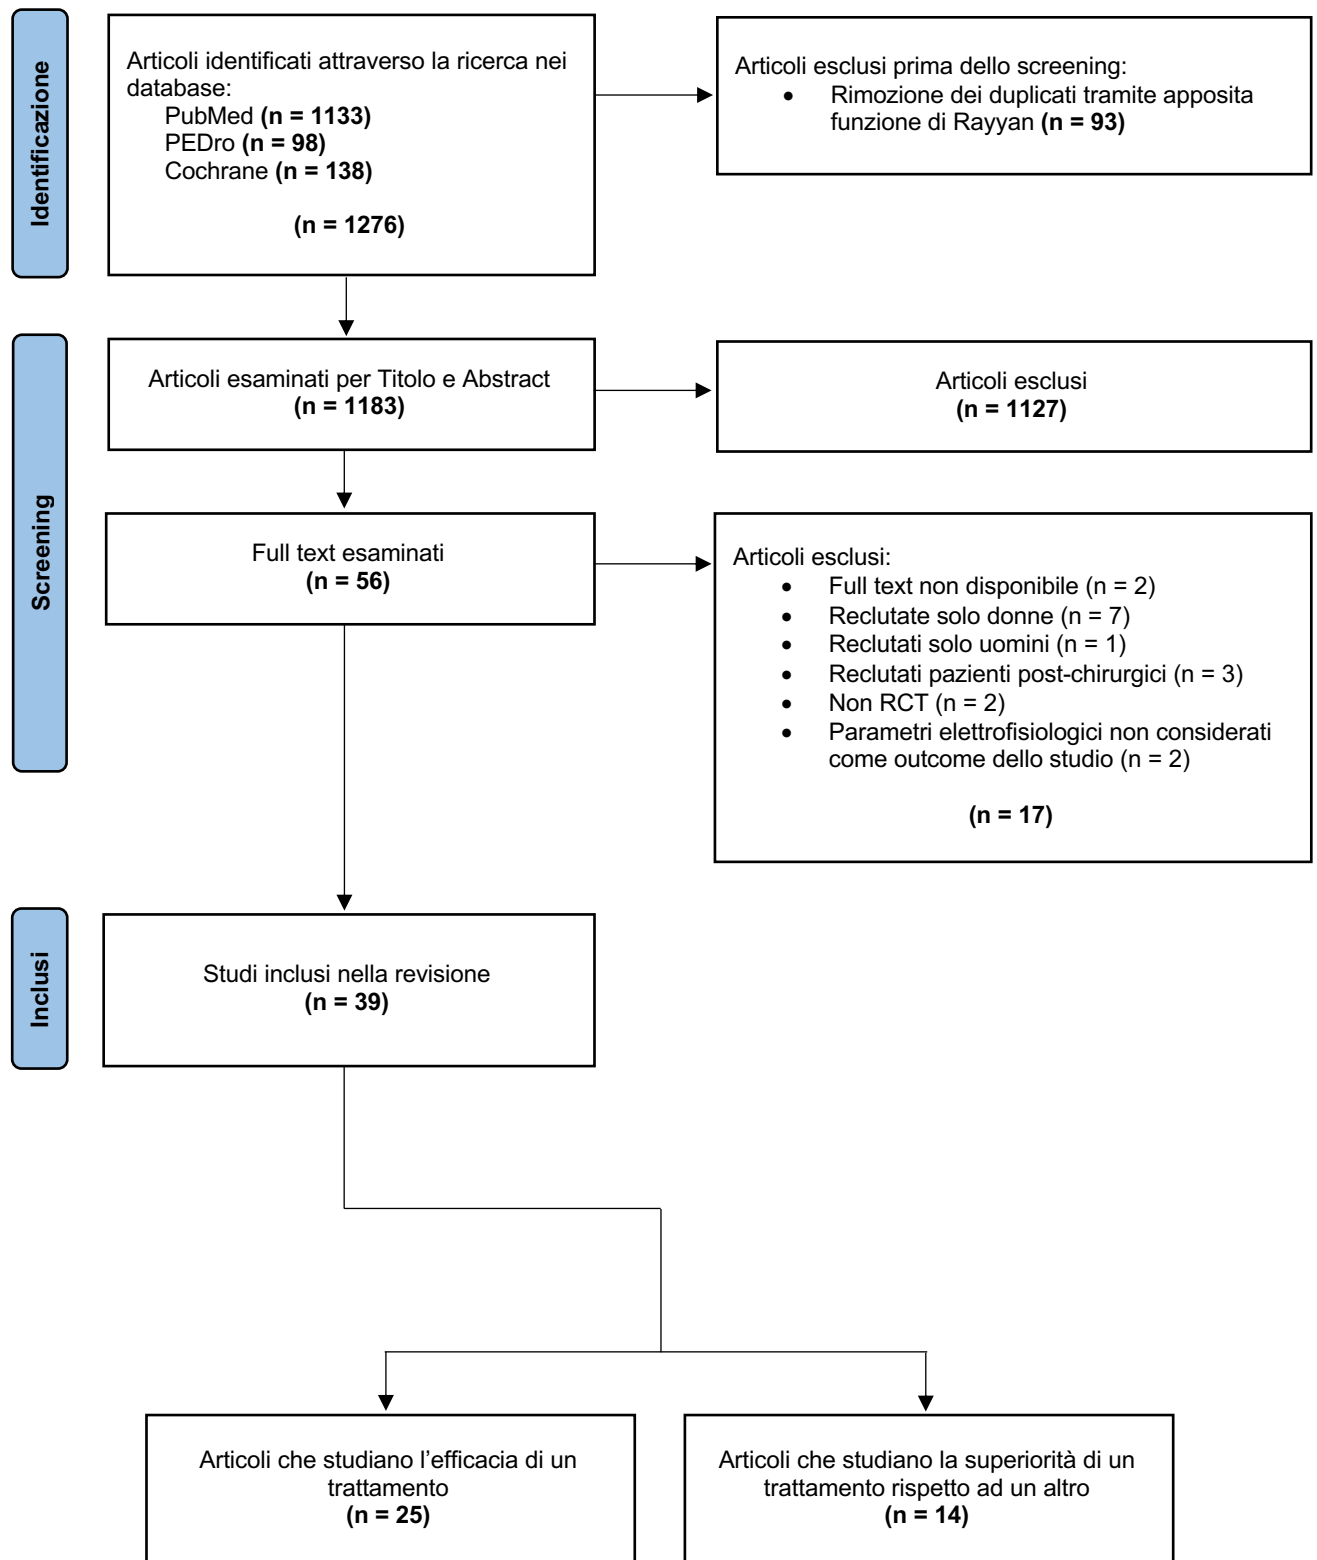 Identificazione
Articoli identificati attraverso la ricerca nei
database:
PubMed (n = 1133)
PEDro (n = 98)
Cochrane (n = 138)
(n = 1276)
Articoli esclusi prima dello screening:
• Rimozione dei duplicati tramite apposita
funzione di Rayyan (n = 93)
Screening
Articoli esaminati per Titolo e Abstract
(n = 1183)
Articoli esclusi
(n = 1127)
Full text esaminati
(n = 56)
Articoli esclusi:
• Full text non disponibile (n = 2)
• Reclutate solo donne (n = 7)
• Reclutati solo uomini (n = 1)
• Reclutati pazienti post-chirurgici (n = 3)
• Non RCT (n = 2)
• Parametri elettrofisiologici non considerati
come outcome dello studio (n = 2)
(n = 17)
Inclusi
Studi inclusi nella revisione
(n = 39)
Articoli che studiano l’efficacia di un
trattamento
(n = 25)
Articoli che studiano la superiorità di un
trattamento rispetto ad un altro
(n = 14)